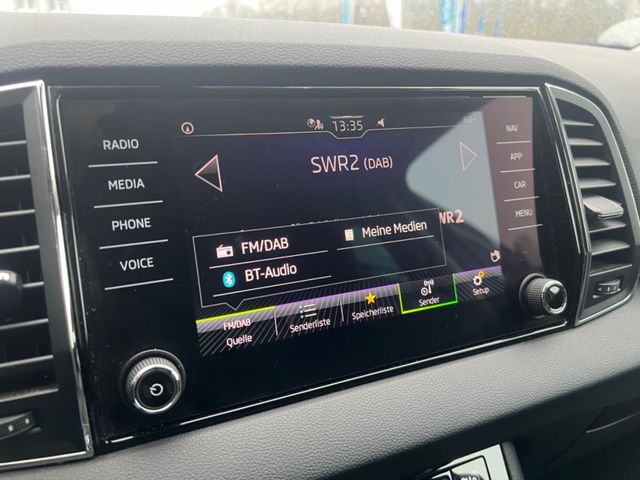 RADIO
MEDIA
PHONE
VOICE
13:35
SWR2 (DAB)
SWR2
FM/DAB
Meine Medien
BT-Audio
FM/DAB
Quelle
Senderliste
Speicherliste
Sender
Setup
NAV
APP
CAR
MENU